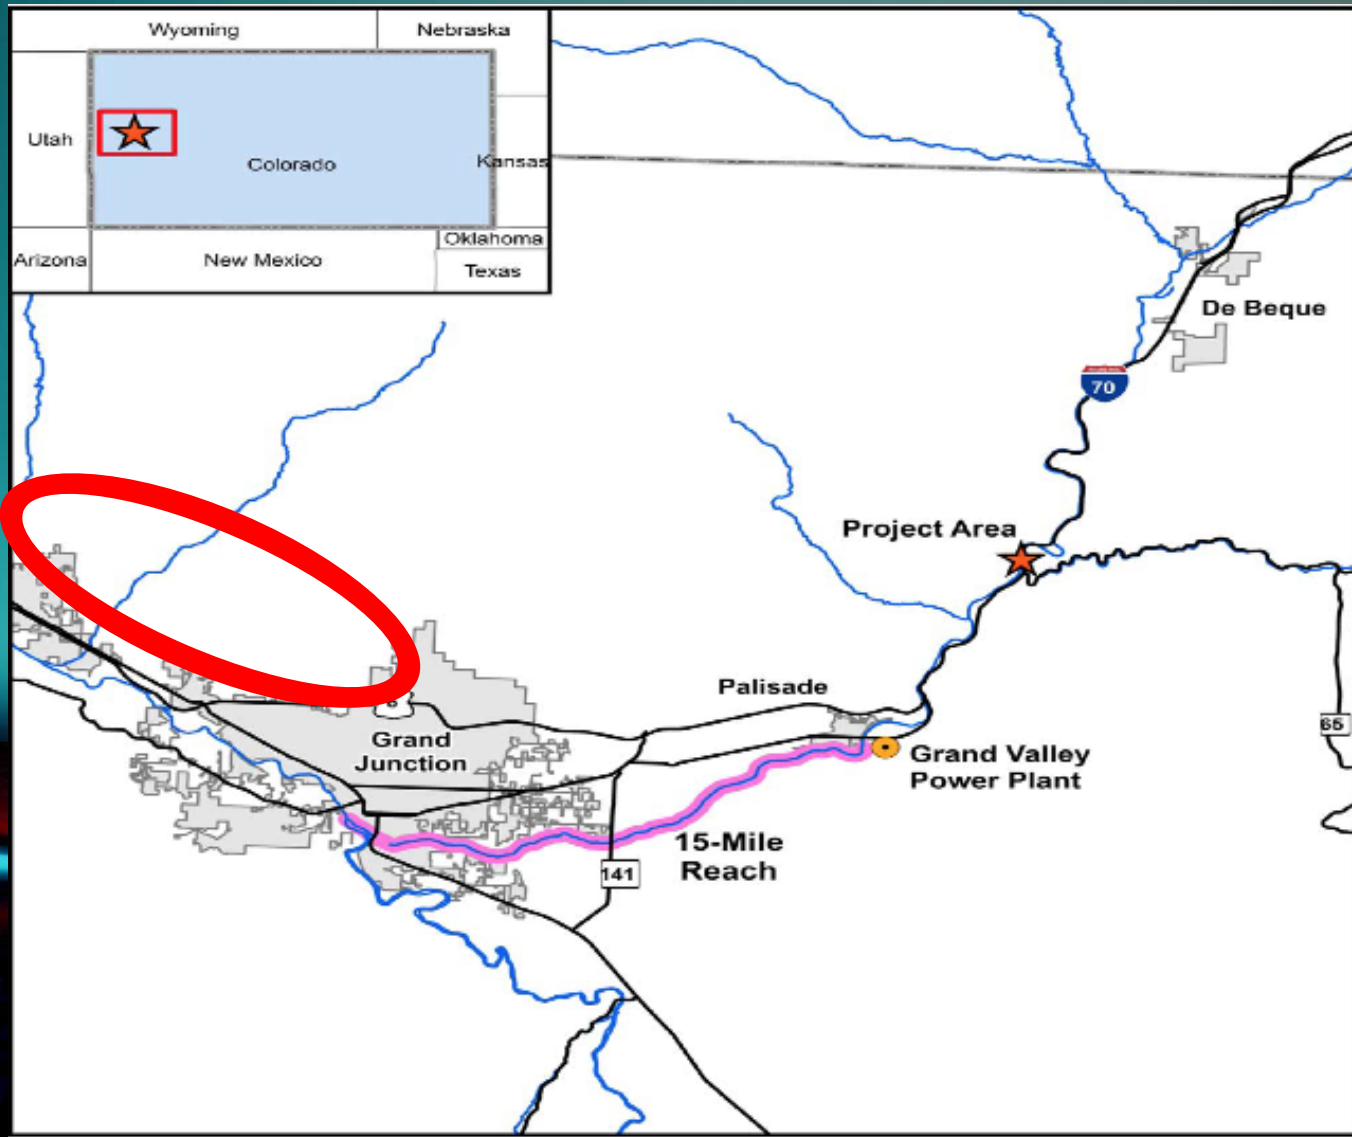 Wyoming
Nebraska
Utah
Colorado
Kansas
Arizona
New Mexico
Oklahoma
Texas
De Beque
70
Project Area
Palisade
65
Grand
Junction
Grand Valley
Power Plant
15-Mile
Reach
141